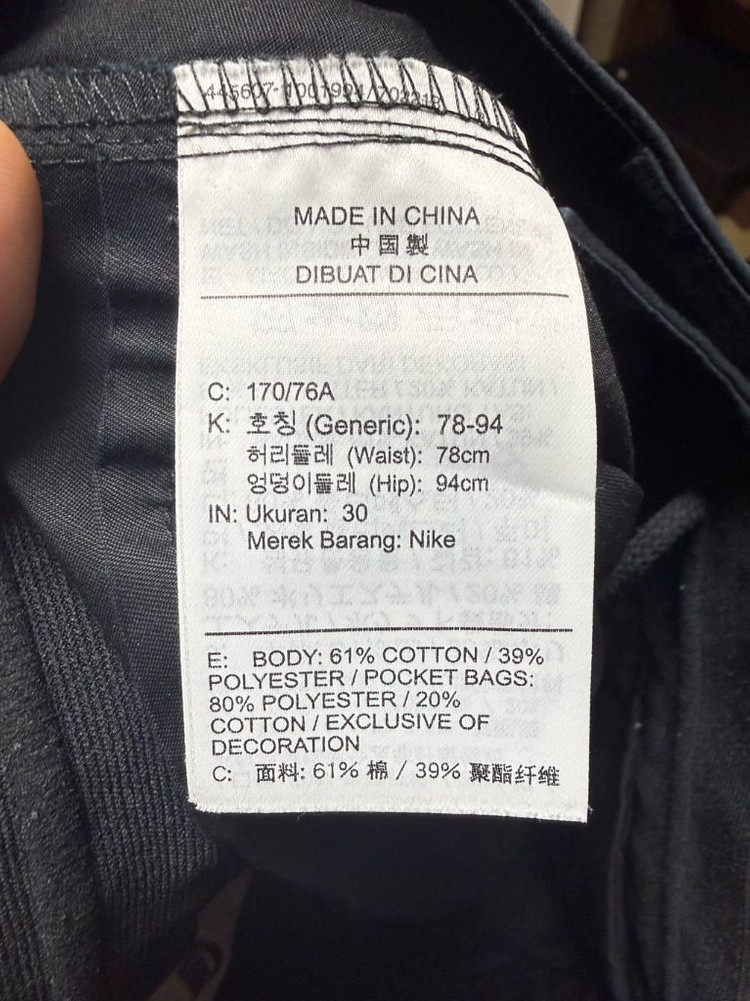 MADE IN CHINA
中国製
DIBUAT DI CINA
C: 170/76A
K: 호칭 (Generic): 78-94
허리둘레 (Waist): 78cm
엉덩이둘레 (Hip): 94cm
IN: Ukuran: 30
Merek Barang: Nike
E: BODY: 61% COTTON / 39%
POLYESTER / POCKET BAGS:
80% POLYESTER / 20%
COTTON / EXCLUSIVE OF
DECORATION
C: 面料: 61% 棉 / 39% 聚酯纤维